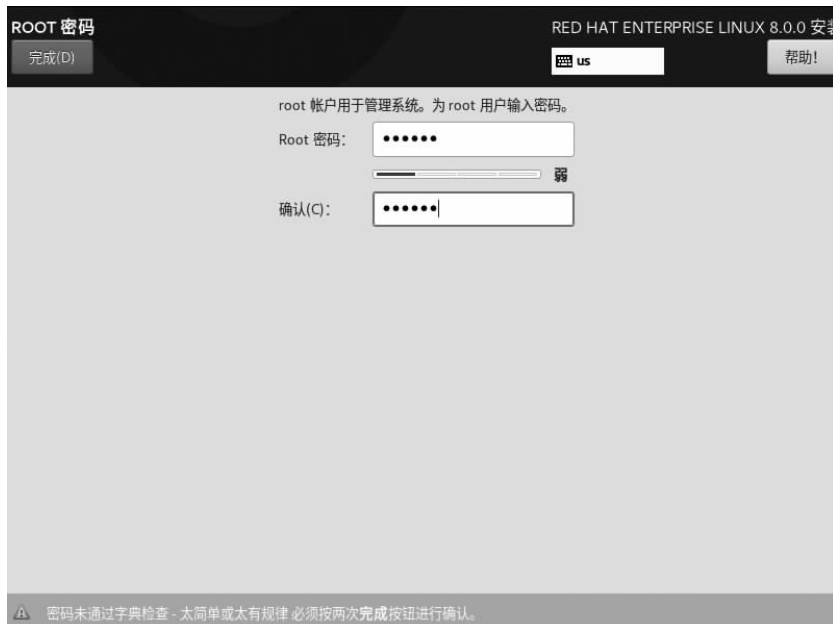 ROOT 密码
RED HAT ENTERPRISE LINUX 8.0.0 安装
完成(D)
us
帮助!
root 帐户用于管理系统。为 root 用户输入密码。
Root 密码:
••••••
弱
确认(C):
••••••
密码未通过字典检查 - 太简单或太有规律 必须按两次完成按钮进行确认。